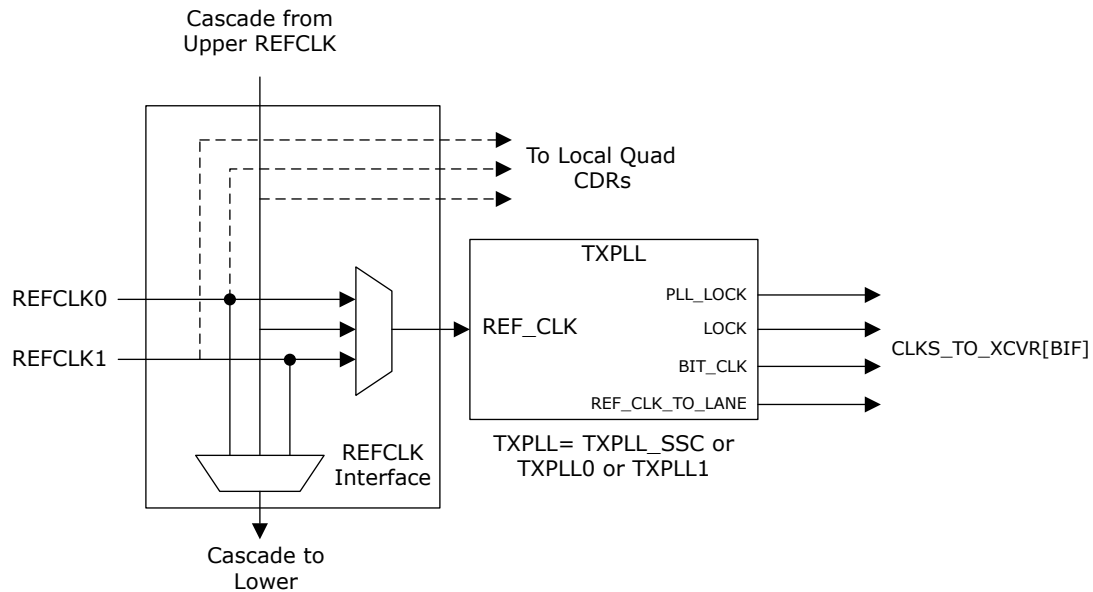 Cascade from
Upper REFCLK
To Local Quad
CDRs
TXPLL
REFCLK0
PLL_LOCK
REF_CLK
LOCK
REFCLK1
CLKS_TO_XCVR[BIF]
BIT_CLK
REF_CLK_TO_LANE
REFCLK
Interface
TXPLL= TXPLL_SSC or
TXPLL0 or TXPLL1
Cascade to
Lower